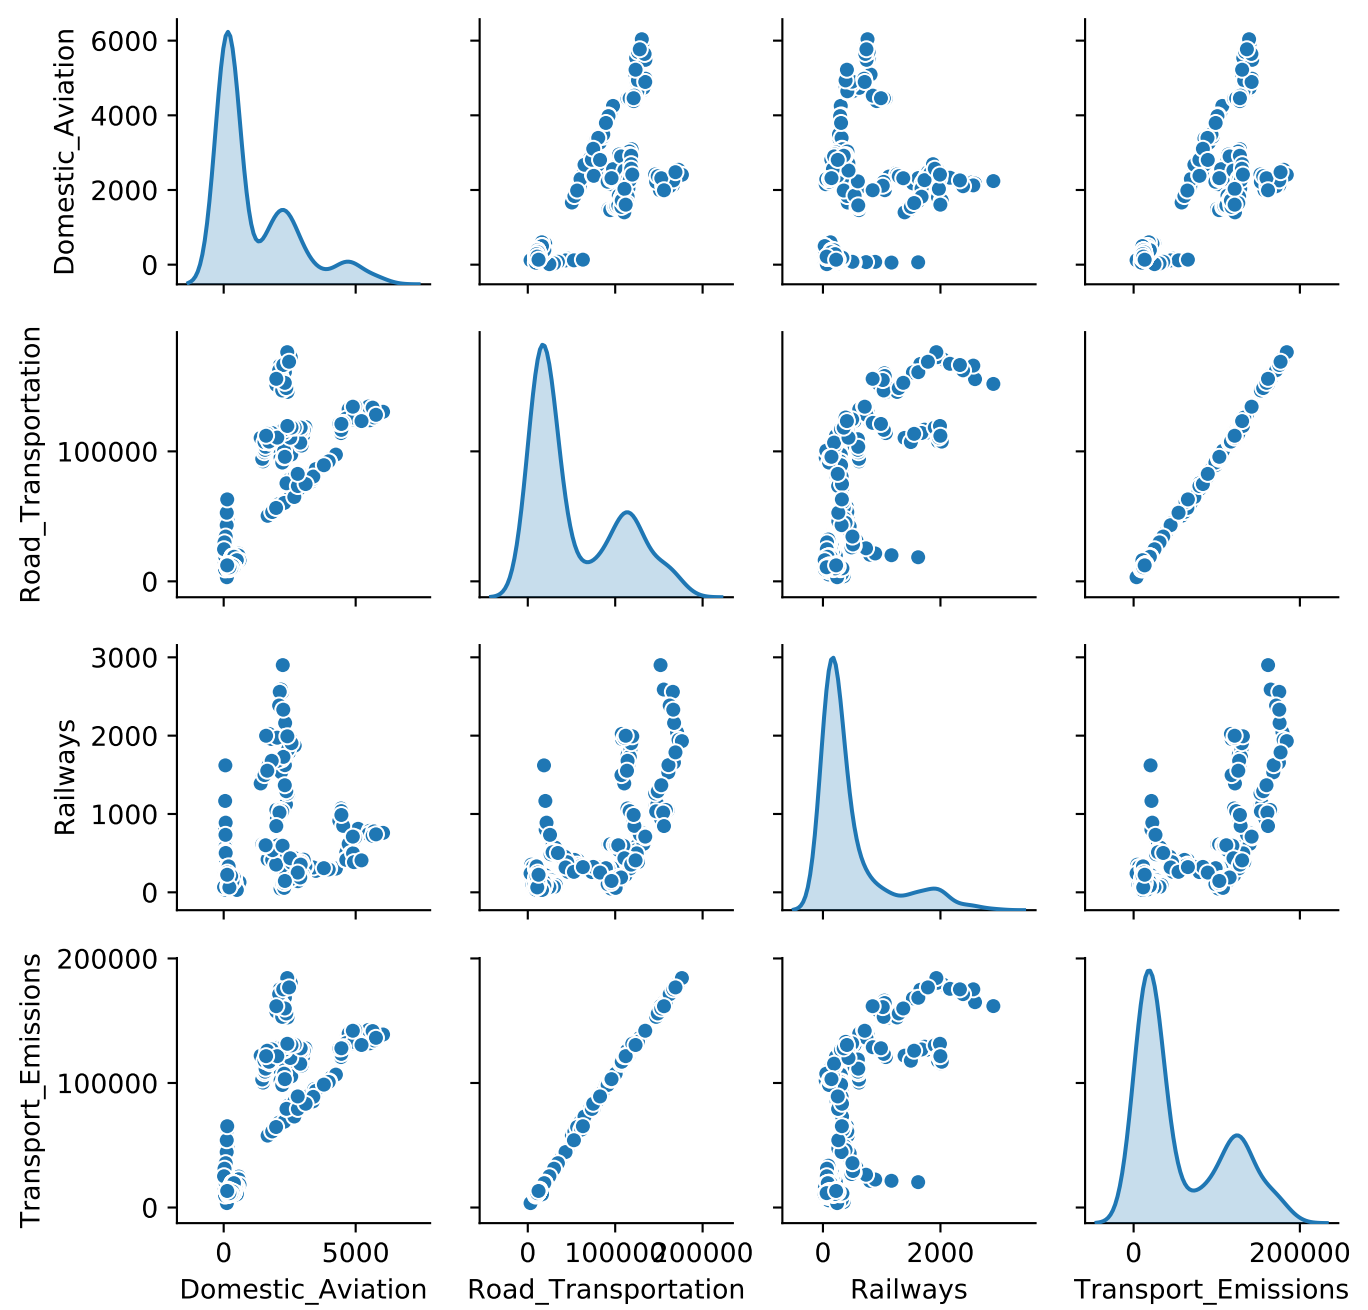 Domestic_Aviation
6000
4000
2000
0
Road_Transportation
100000
0
Railways
3000
2000
1000
0
Transport_Emissions
200000
100000
0
0 5000 0 100000 200000 0 2000 0 200000
Domestic_Aviation Road_Transportation Railways Transport_Emissions